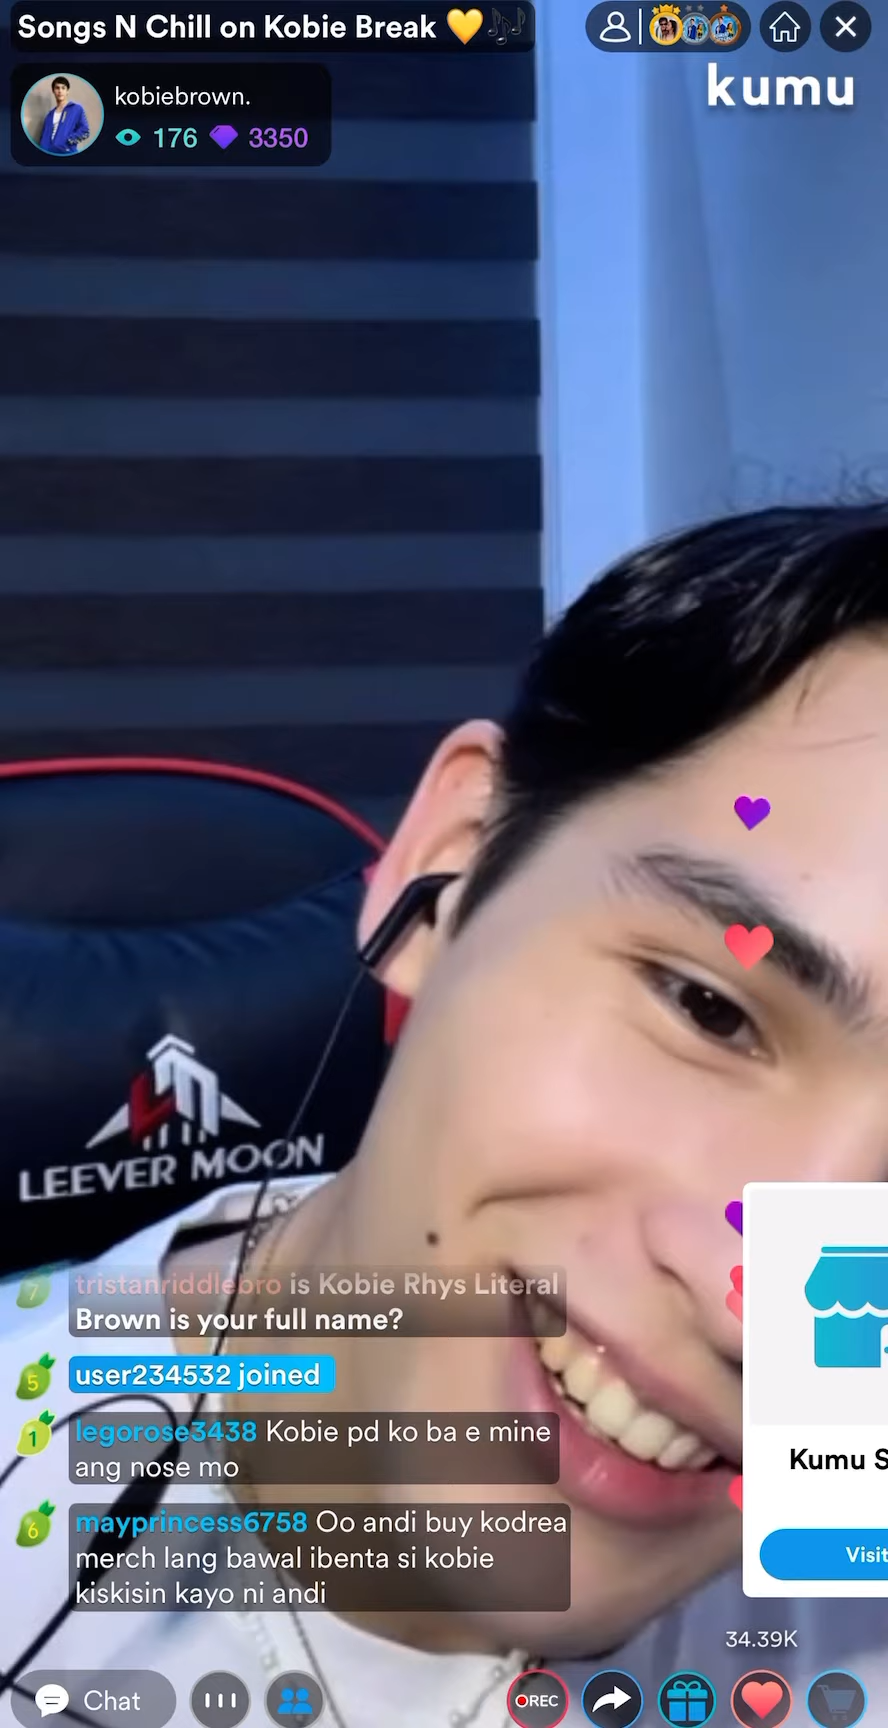 Songs N Chill on Kobie Break 💛🎶
kobiebrown.
176 3350
kumu
LEEVER MOON
7 tristanriddlebro is Kobie Rhys Literal
Brown is your full name?
5 user234532 joined
1 legorose3438 Kobie pd ko ba e mine
ang nose mo
6 mayprincess6758 Oo andi buy kodrea
merch lang bawal ibenta si kobie
kiskisin kayo ni andi
Kumu S
Visit
34.39K
Chat
REC